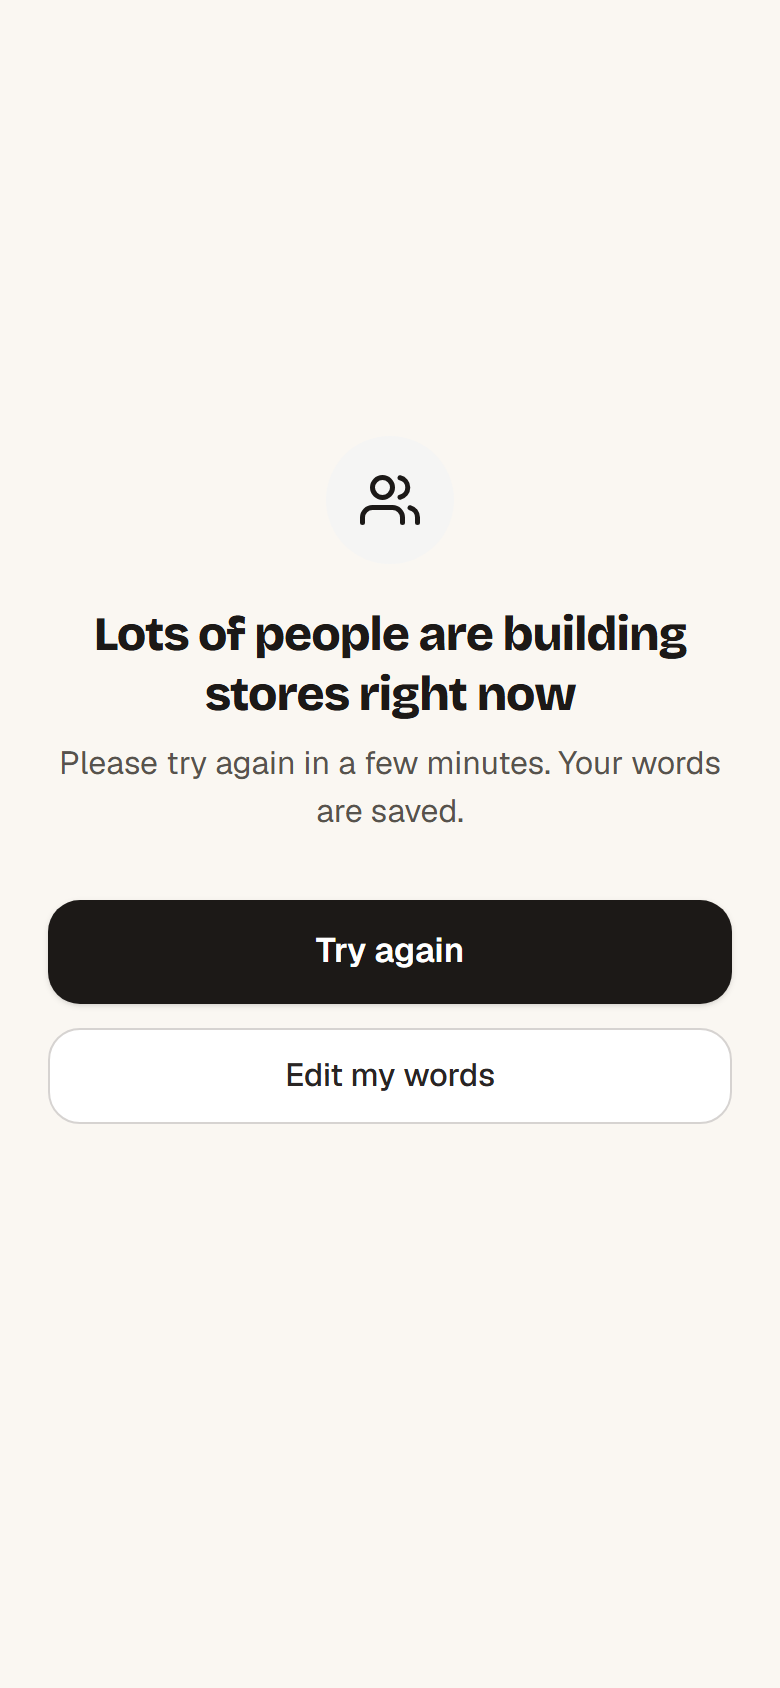 Lots of people are building
stores right now
Please try again in a few minutes. Your words
are saved.
Try again
Edit my words